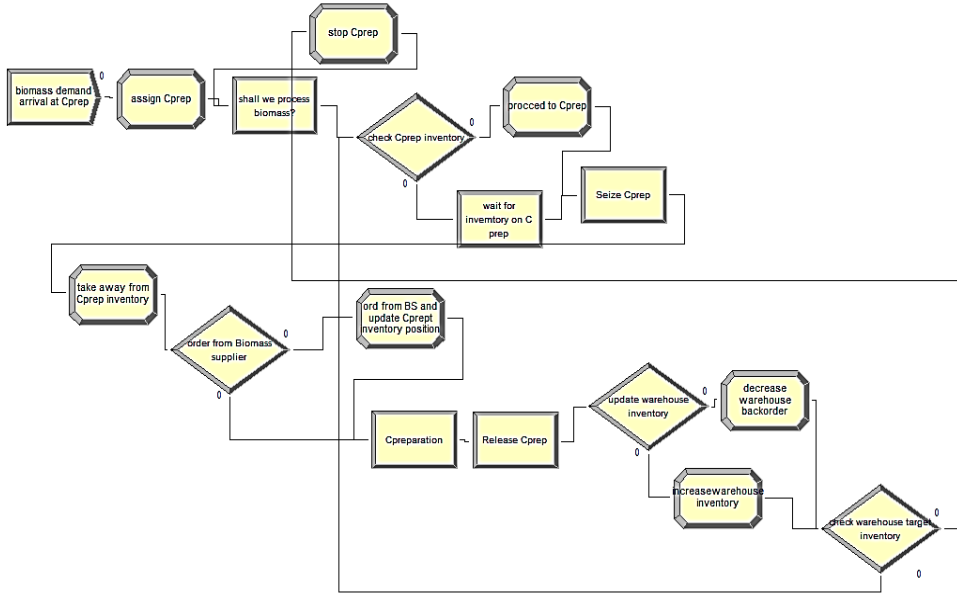 stop Cprep
0
biomass demand
arrival at Cprep
assign Cprep
shall we process
biomass?
check Cprep inventory
0
0
procced to Cprep
wait for
invemtory on C
prep
Seize Cprep
take away from
Cprep inventory
order from Biomass
supplier
0
0
ord from BS and
update Cprept
inventory position
Cpreparation
Release Cprep
update warehouse
inventory
0
0
decrease
warehouse
backorder
increasewarehouse
inventory
check warehouse target
inventory
0
0